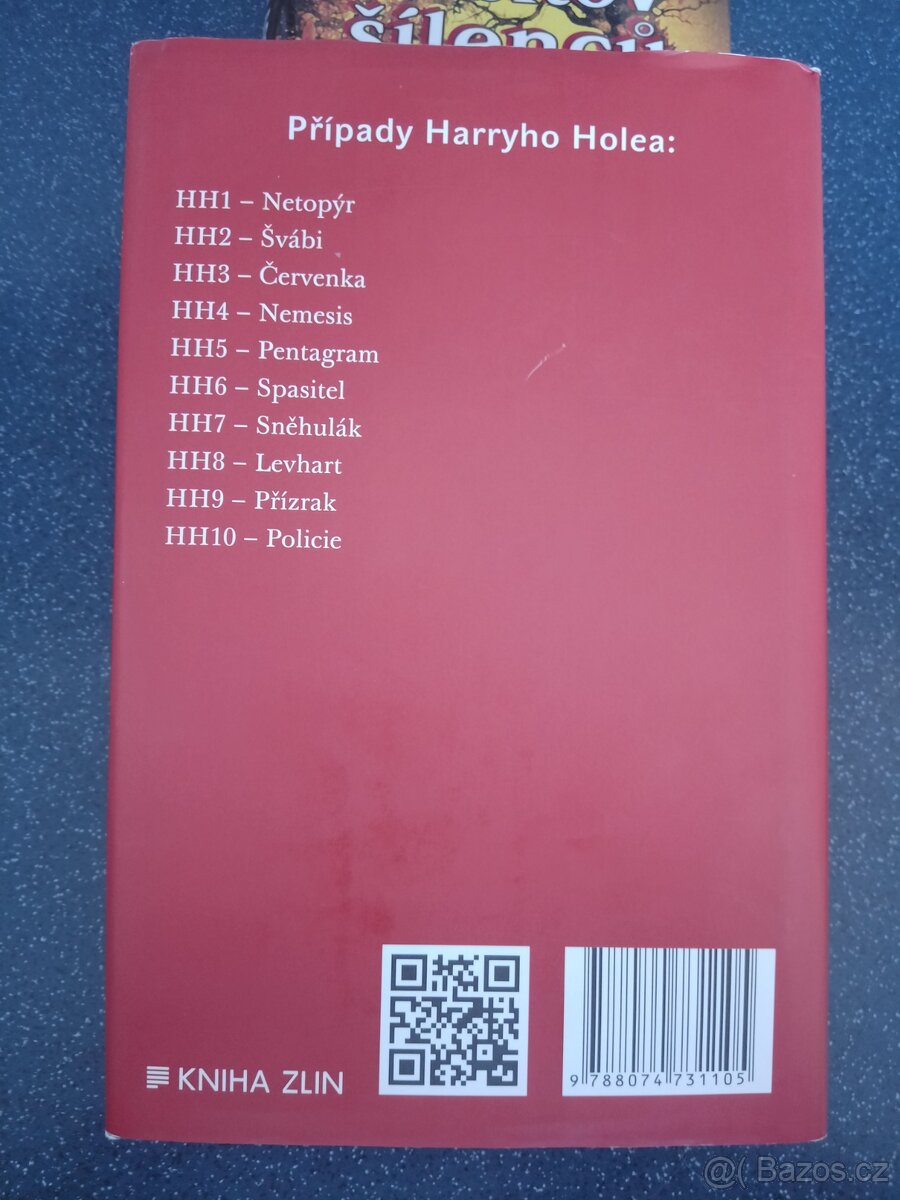 šílenců
Případy Harryho Holea:
HH1 – Netopýr
HH2 – Švábi
HH3 – Červenka
HH4 – Nemesis
HH5 – Pentagram
HH6 – Spasitel
HH7 – Sněhulák
HH8 – Levhart
HH9 – Přízrak
HH10 – Policie
KNIHA ZLIN
9 788074 731105
@( Bazos.cz